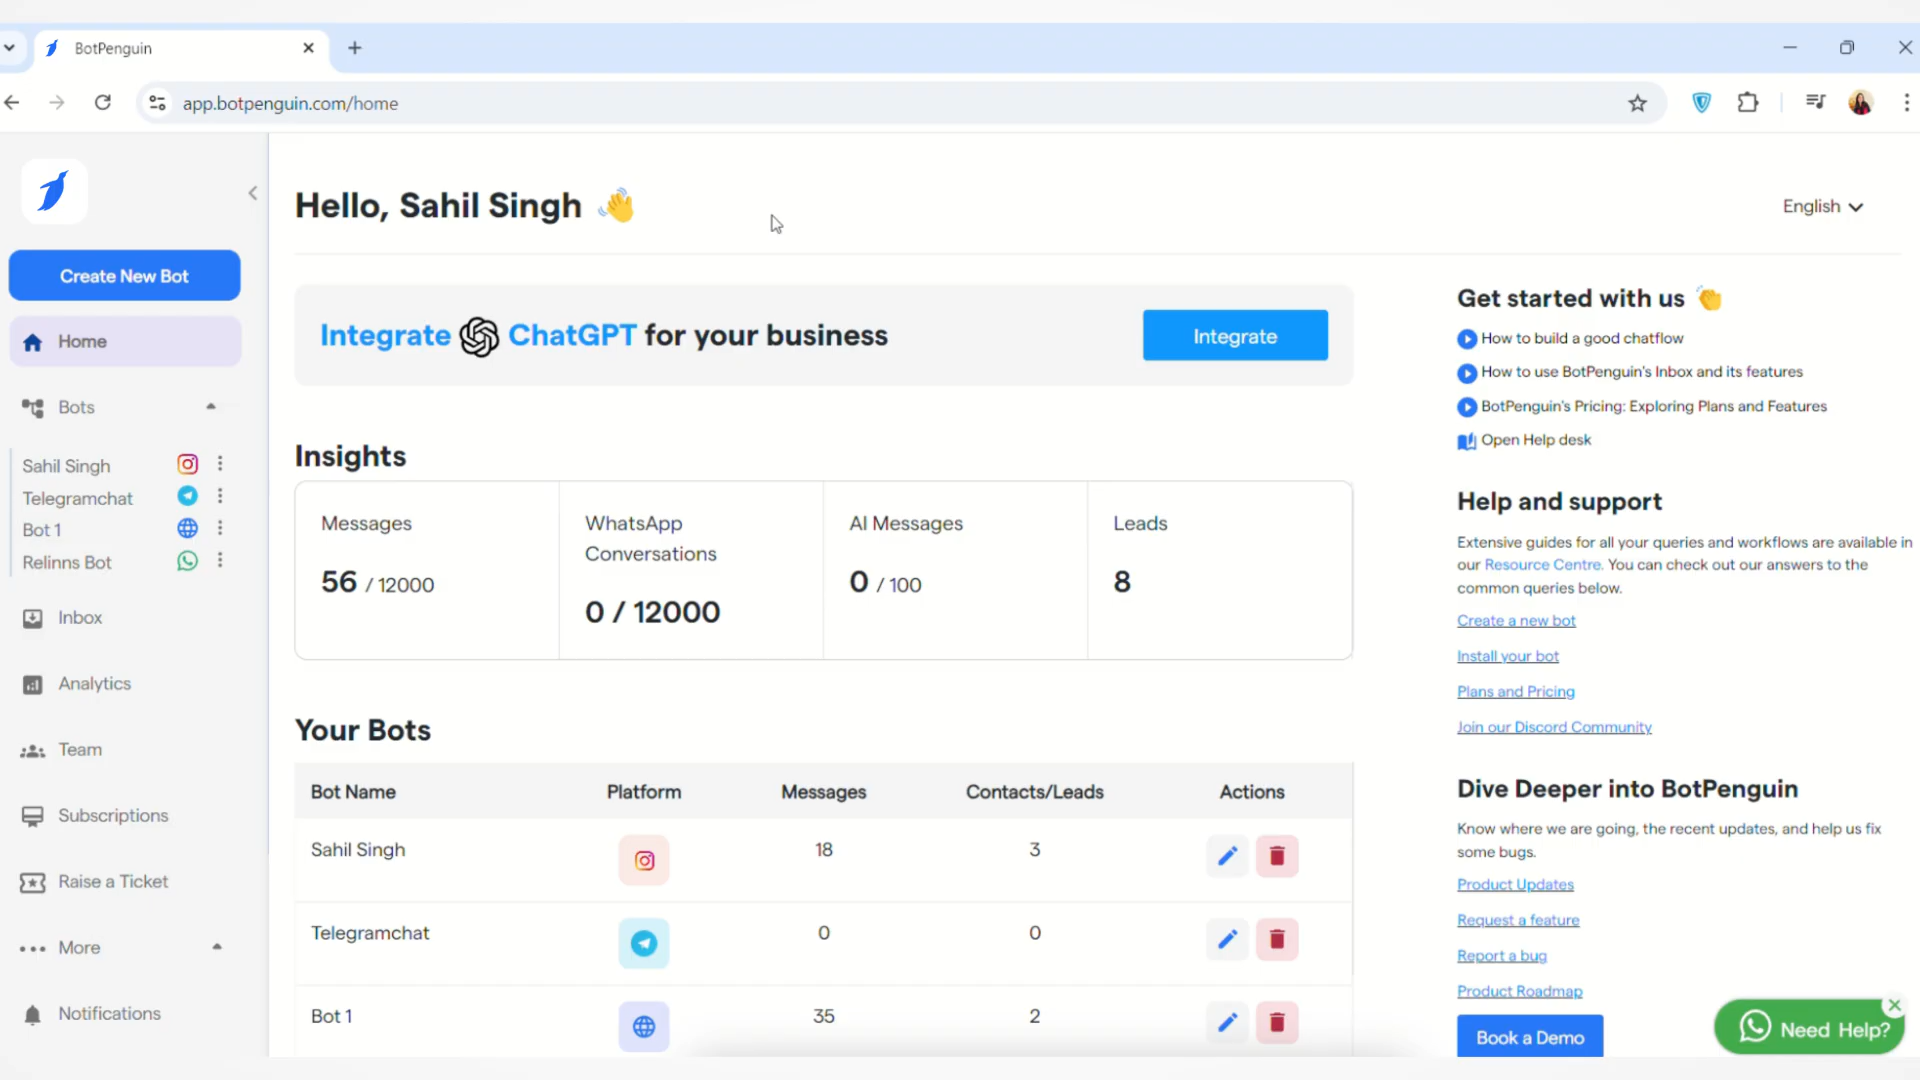 BotPenguin
app.botpenguin.com/home
Hello, Sahil Singh
English
Create New Bot
Home
Bots
Sahil Singh
Telegramchat
Bot 1
Relinns Bot
Inbox
Analytics
Team
Subscriptions
Raise a Ticket
More
Notifications
Integrate ChatGPT for your business
Integrate
Insights
Messages
56 / 12000
WhatsApp
Conversations
0 / 12000
AI Messages
0 / 100
Leads
8
Your Bots
Bot Name Platform Messages Contacts/Leads Actions
Sahil Singh 18 3
Telegramchat 0 0
Bot 1 35 2
Get started with us
How to build a good chatflow
How to use BotPenguin's Inbox and its features
BotPenguin's Pricing: Exploring Plans and Features
Open Help desk
Help and support
Extensive guides for all your queries and workflows are available in
our Resource Centre. You can check out our answers to the
common queries below.
Create a new bot
Install your bot
Plans and Pricing
Join our Discord Community
Dive Deeper into BotPenguin
Know where we are going, the recent updates, and help us fix
some bugs.
Product Updates
Request a feature
Report a bug
Product Roadmap
Book a Demo
Need Help?